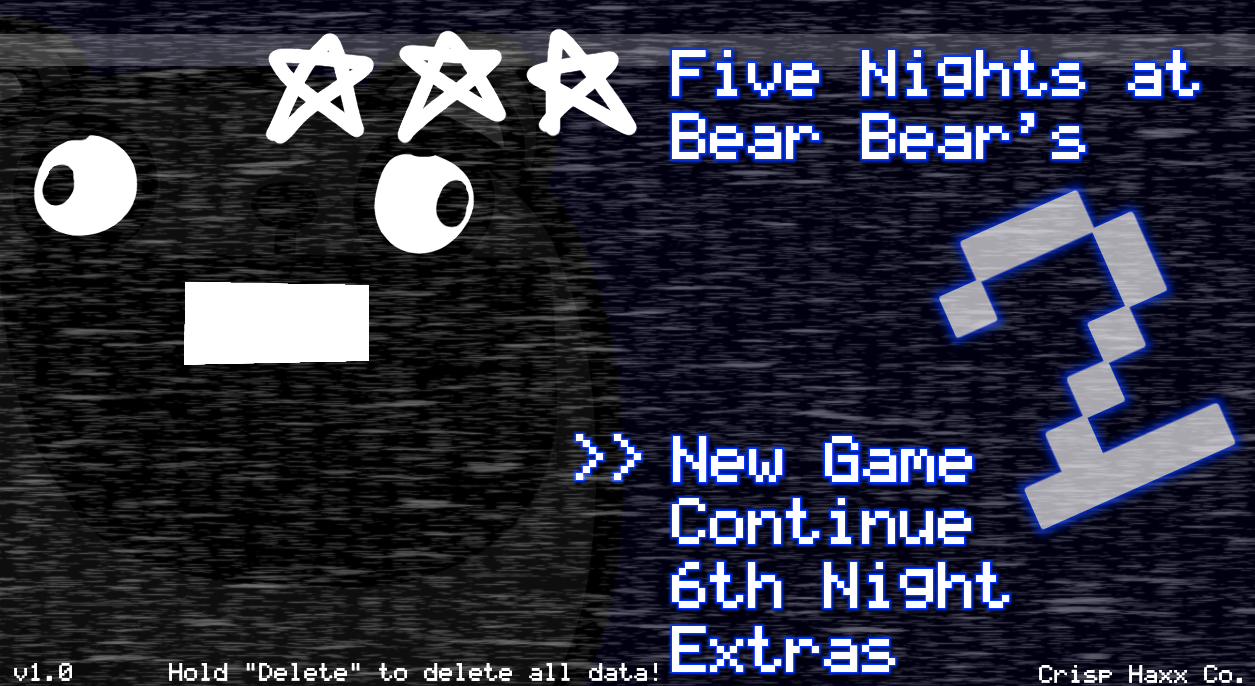 Five Nights at
Bear Bear's
2
>> New Game
Continue
6th Night
Extras
v1.0
Hold "Delete" to delete all data!
Crisp Haxx Co.